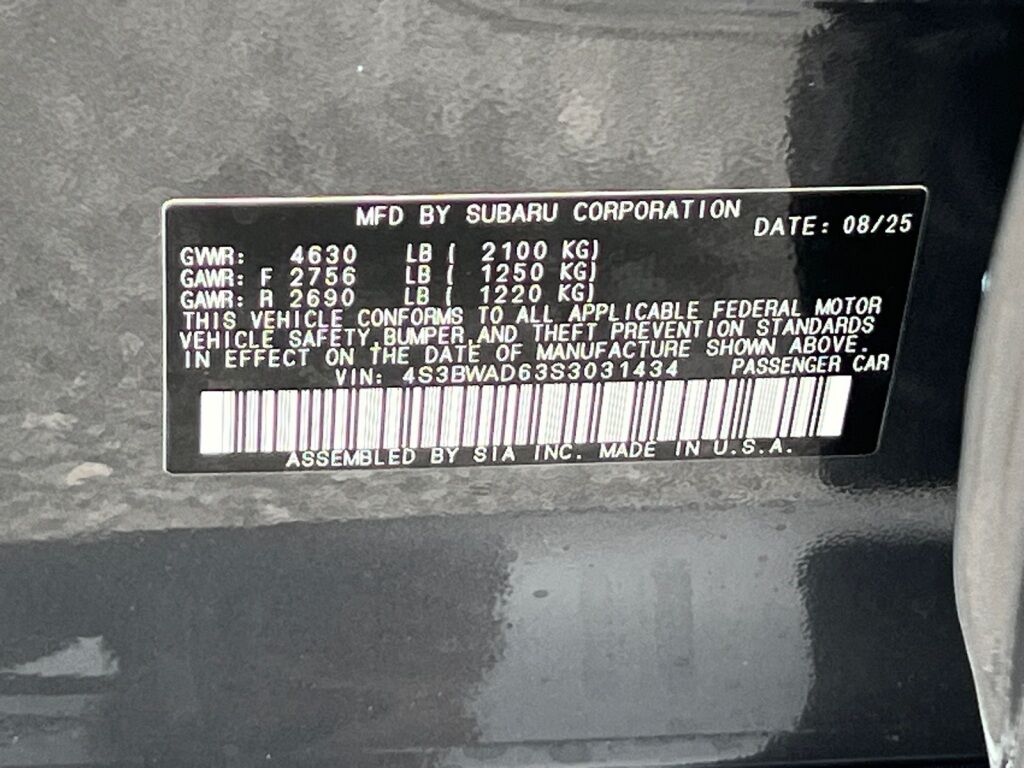 MFD BY SUBARU CORPORATION DATE: 08/25
GVWR: 4630 LB ( 2100 KG)
GAWR: F 2756 LB ( 1250 KG)
GAWR: R 2690 LB ( 1220 KG)
THIS VEHICLE CONFORMS TO ALL APPLICABLE FEDERAL MOTOR
VEHICLE SAFETY,BUMPER,AND THEFT PREVENTION STANDARDS
IN EFFECT ON THE DATE OF MANUFACTURE SHOWN ABOVE.
VIN: 4S3BWAD63S3031434 PASSENGER CAR
ASSEMBLED BY SIA INC. MADE IN U.S.A.